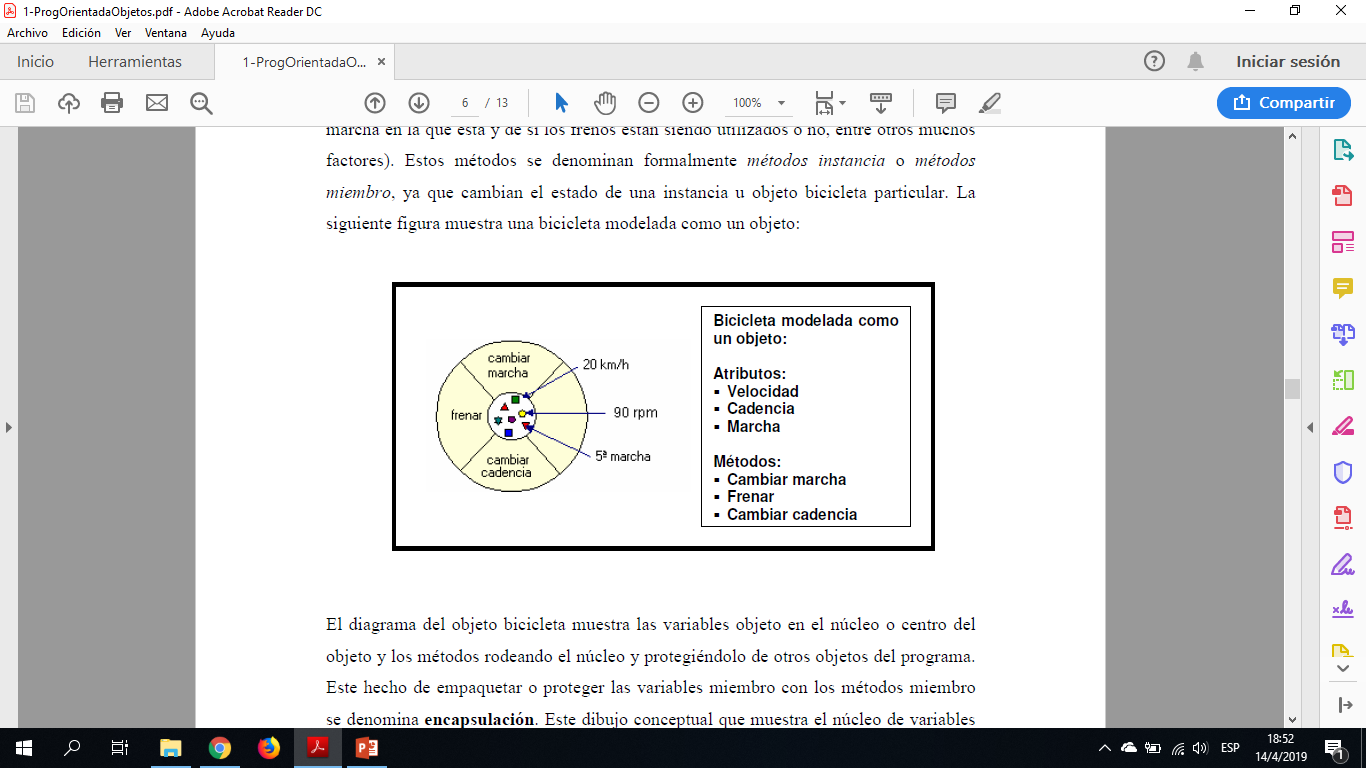 1-ProgOrientadaObjetos.pdf - Adobe Acrobat Reader DC
Archivo Edición Ver Ventana Ayuda
Inicio Herramientas 1-ProgOrientadaO... × Iniciar sesión
6 / 13 100% Compartir
marcha en la que está y de si los frenos están siendo utilizados o no, entre otros muchos
factores). Estos métodos se denominan formalmente métodos instancia o métodos
miembro, ya que cambian el estado de una instancia u objeto bicicleta particular. La
siguiente figura muestra una bicicleta modelada como un objeto:
cambiar
marcha
frenar
cambiar
cadencia
20 km/h
90 rpm
5ª marcha
Bicicleta modelada como
un objeto:
Atributos:
▪ Velocidad
▪ Cadencia
▪ Marcha
Métodos:
▪ Cambiar marcha
▪ Frenar
▪ Cambiar cadencia
El diagrama del objeto bicicleta muestra las variables objeto en el núcleo o centro del
objeto y los métodos rodeando el núcleo y protegiéndolo de otros objetos del programa.
Este hecho de empaquetar o proteger las variables miembro con los métodos miembro
se denomina encapsulación. Este dibujo conceptual que muestra el núcleo de variables
ESP
18:52
14/4/2019
1